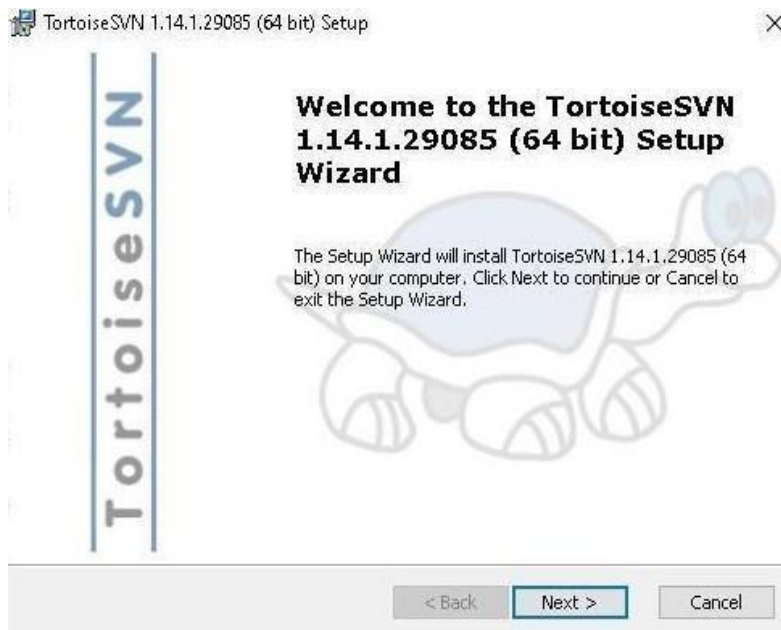 TortoiseSVN 1.14.1.29085 (64 bit) Setup
TortoiseSVN
Welcome to the TortoiseSVN
1.14.1.29085 (64 bit) Setup
Wizard
The Setup Wizard will install TortoiseSVN 1.14.1.29085 (64
bit) on your computer. Click Next to continue or Cancel to
exit the Setup Wizard.
< Back
Next >
Cancel